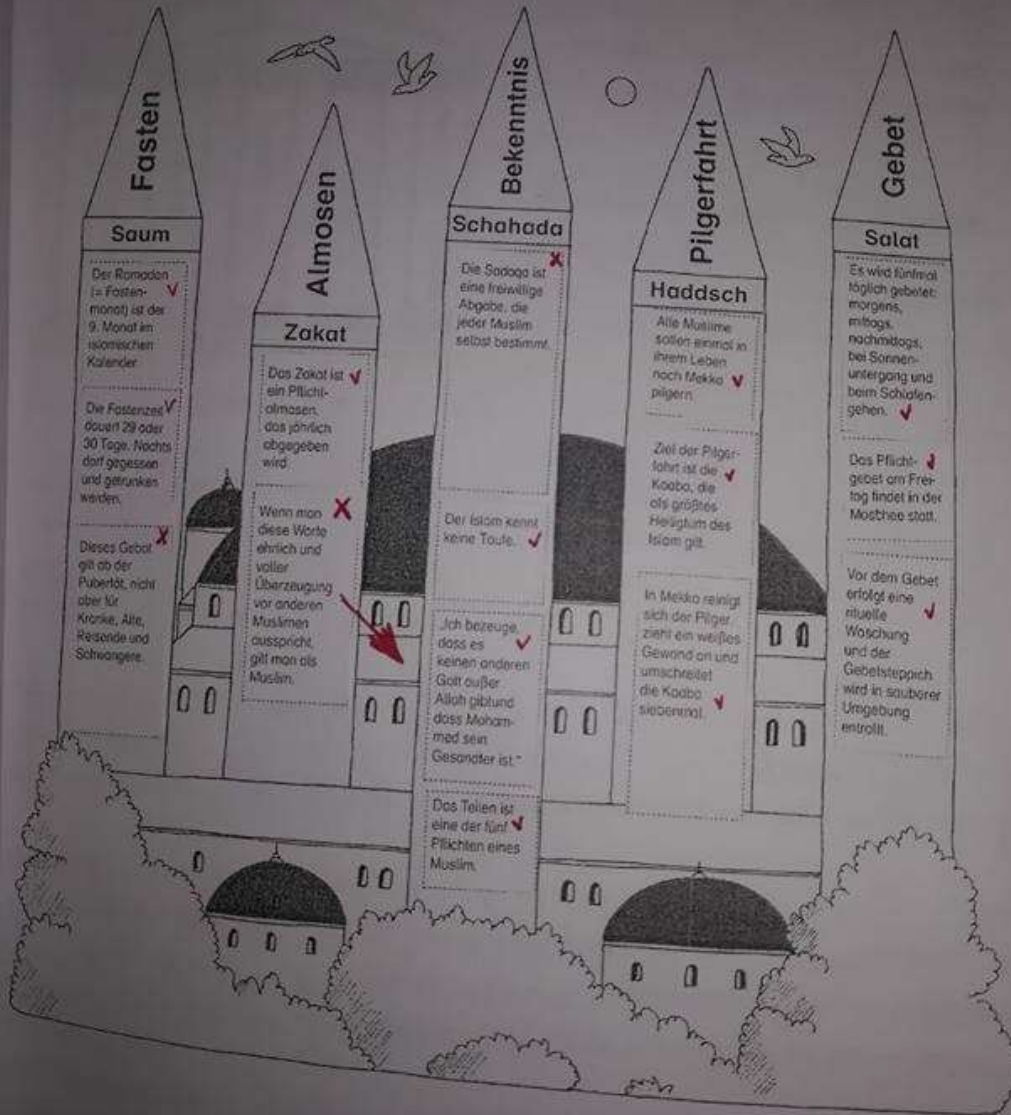 Fasten
Saum
Der Ramadan
(= Fasten-
monat) ist der
9. Monat im
islamischen
Kalender
Die Fastenzeit
dauert 29 oder
30 Tage. Nachts
darf gegessen
und getrunken
werden.
Dieses Gebot
gilt ab der
Pubertät, nicht
aber für
Kranke, Alte,
Reisende und
Schwangere.
Almosen
Zakat
Das Zakat ist
ein Pflicht-
almosen,
das jährlich
abgegeben
wird.
Wenn man
diese Worte
ehrlich und
voller
Überzeugung
vor anderen
Muslimen
ausspricht,
gilt man als
Muslim.
Bekenntnis
Schahada
Die Sadaqa ist
eine freiwillige
Abgabe, die
jeder Muslim
selbst bestimmt.
Der Islam kennt
keine Taufe.
„Ich bezeuge,
dass es
keinen anderen
Gott außer
Allah gibt und
dass Moham-
med sein
Gesandter ist."
Das Teilen ist
eine der fünf
Pflichten eines
Muslim.
Pilgerfahrt
Haddsch
Alle Muslime
sollen einmal in
ihrem Leben
nach Mekka
pilgern.
Ziel der Pilger-
fahrt ist die
Kaaba, die
als größtes
Heiligtum des
Islam gilt.
In Mekka reinigt
sich der Pilger,
zieht ein weißes
Gewand an und
umschreitet
die Kaaba
siebenmal.
Gebet
Salat
Es wird fünfmal
täglich gebetet:
morgens,
mittags,
nachmittags,
bei Sonnen-
untergang und
beim Schlafen-
gehen.
Das Pflicht-
gebet am Frei-
tag findet in der
Moschee statt.
Vor dem Gebet
erfolgt eine
rituelle
Waschung
und der
Gebetsteppich
wird in sauberer
Umgebung
entrollt.